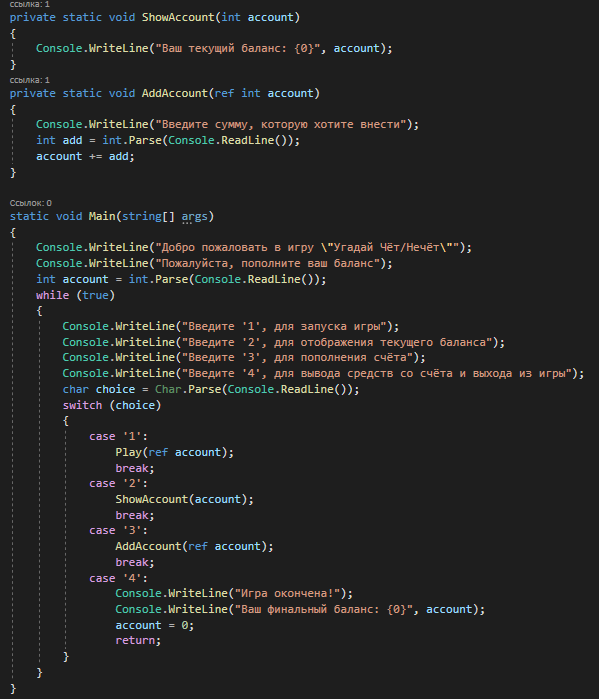 ссылка: 1
private static void ShowAccount(int account)
{
Console.WriteLine("Ваш текущий баланс: {0}", account);
}
ссылка: 1
private static void AddAccount(ref int account)
{
Console.WriteLine("Введите сумму, которую хотите внести");
int add = int.Parse(Console.ReadLine());
account += add;
}
Ссылок: 0
static void Main(string[] args)
{
Console.WriteLine("Добро пожаловать в игру \"Угадай Чёт/Нечёт\"");
Console.WriteLine("Пожалуйста, пополните ваш баланс");
int account = int.Parse(Console.ReadLine());
while (true)
{
Console.WriteLine("Введите '1', для запуска игры");
Console.WriteLine("Введите '2', для отображения текущего баланса");
Console.WriteLine("Введите '3', для пополнения счёта");
Console.WriteLine("Введите '4', для вывода средств со счёта и выхода из игры");
char choice = Char.Parse(Console.ReadLine());
switch (choice)
{
case '1':
Play(ref account);
break;
case '2':
ShowAccount(account);
break;
case '3':
AddAccount(ref account);
break;
case '4':
Console.WriteLine("Игра окончена!");
Console.WriteLine("Ваш финальный баланс: {0}", account);
account = 0;
return;
}
}
}